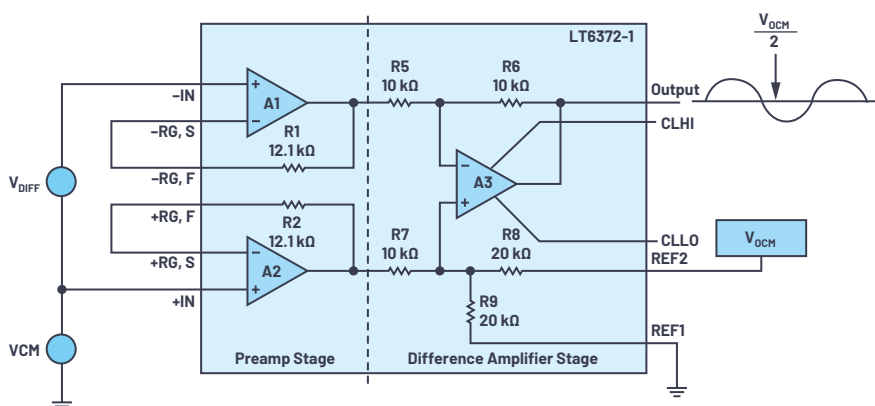 LT6372-1
V_OCM
2
–IN
A1
–RG, S
R1
12.1 kΩ
–RG, F
R5
10 kΩ
R6
10 kΩ
Output
CLHI
V_DIFF
A3
+RG, F
R2
12.1 kΩ
+RG, S
A2
+IN
R7
10 kΩ
R8
20 kΩ
CLLO
REF2
V_OCM
R9
20 kΩ
REF1
VCM
Preamp Stage
Difference Amplifier Stage
+
–
–
+
–
+